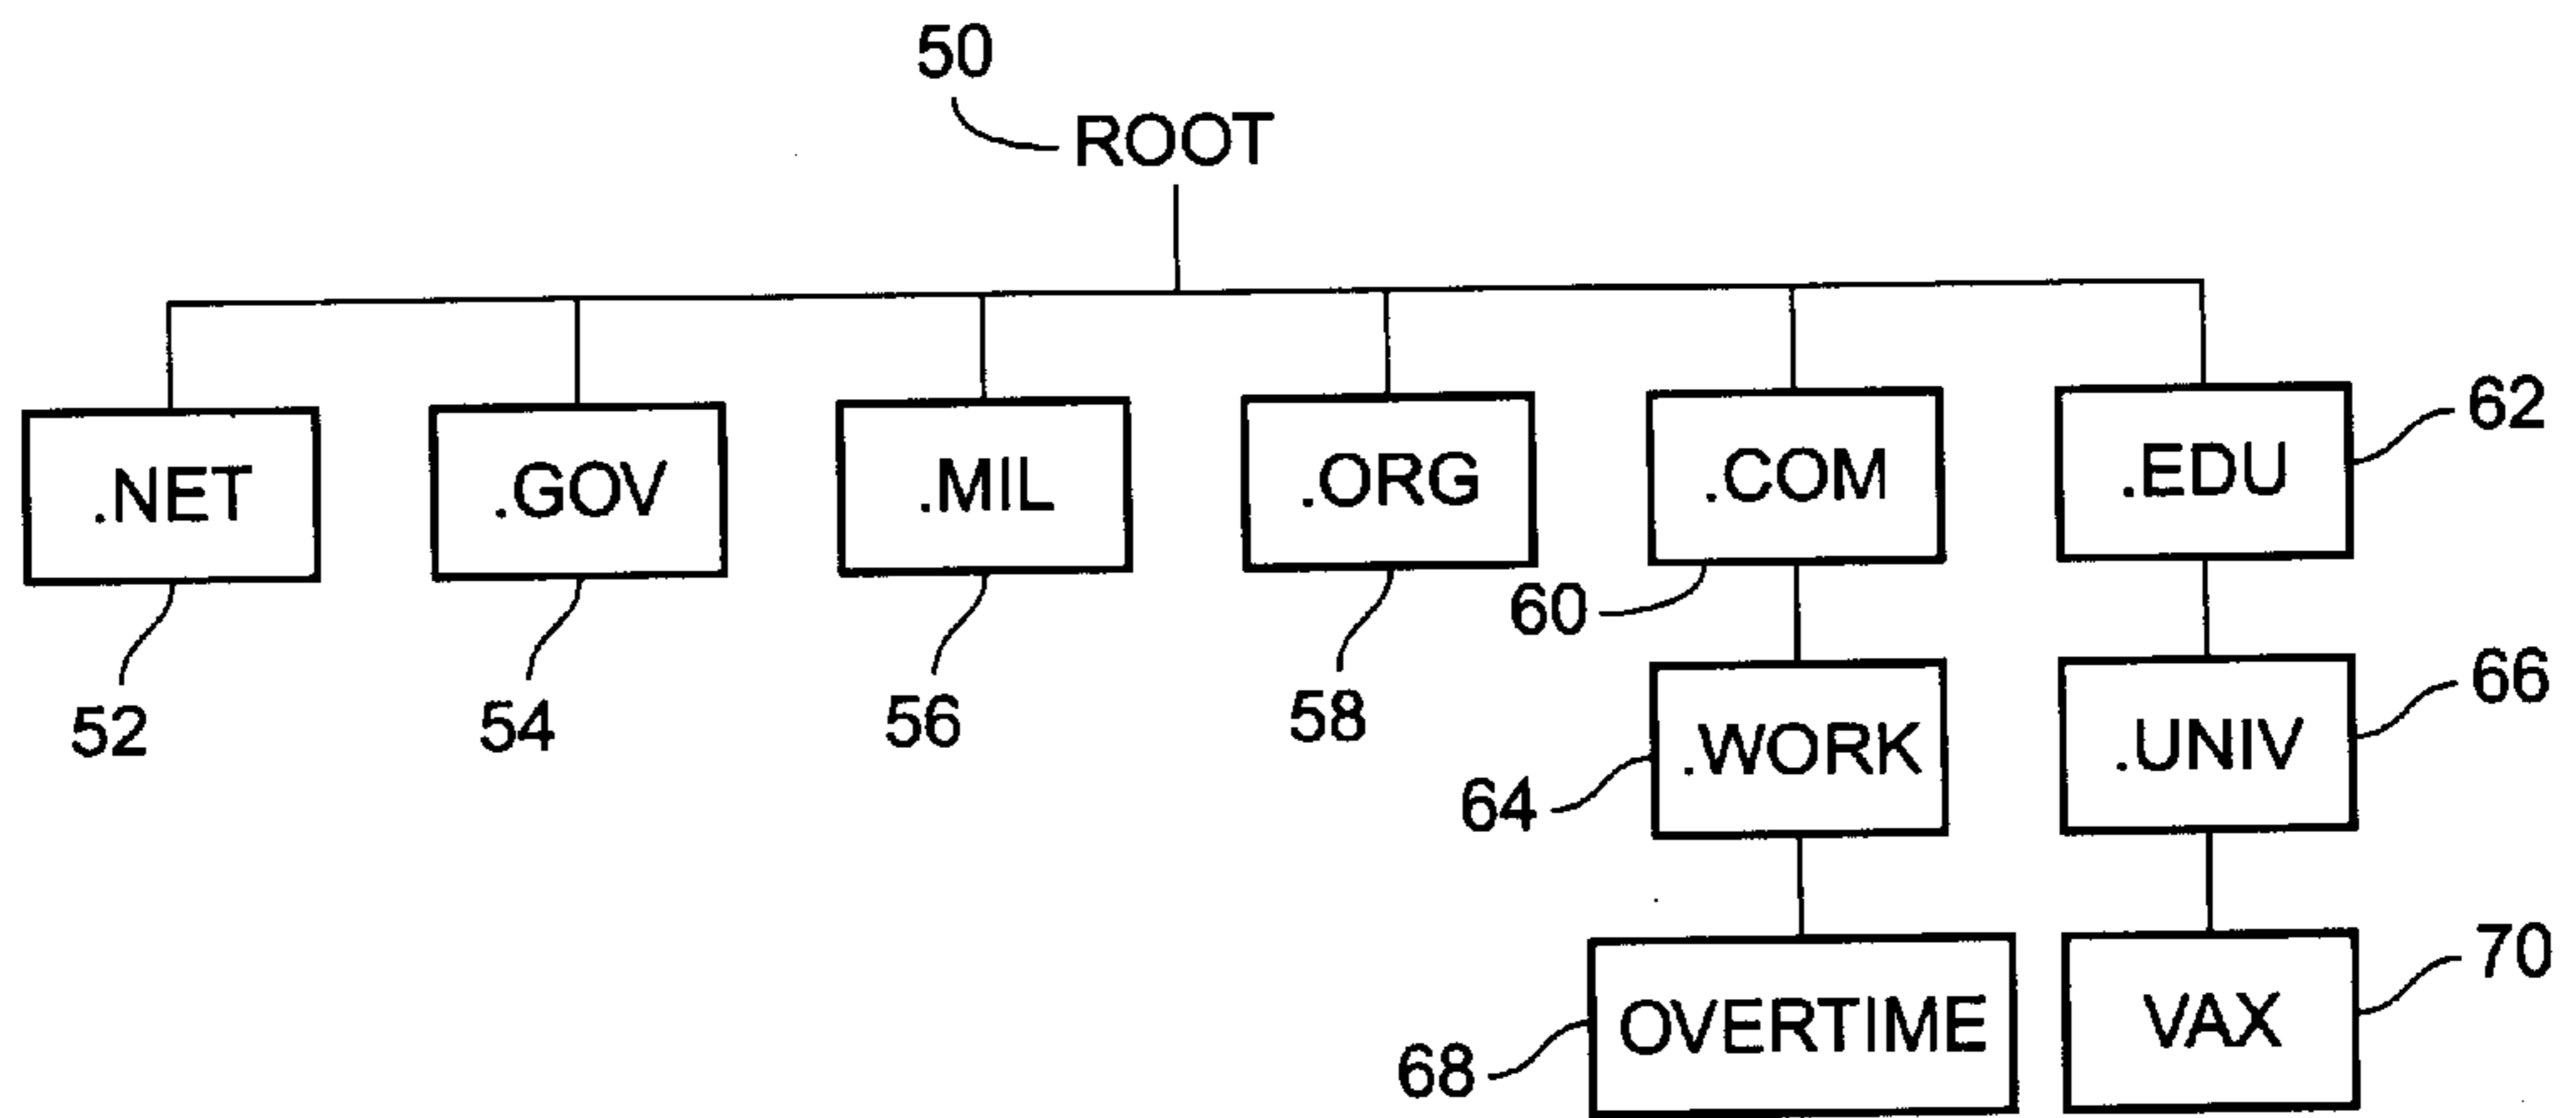 50
ROOT
.NET
.GOV
.MIL
.ORG
.COM
.EDU
62
60
52
54
56
58
.WORK
.UNIV
66
64
OVERTIME
VAX
70
68